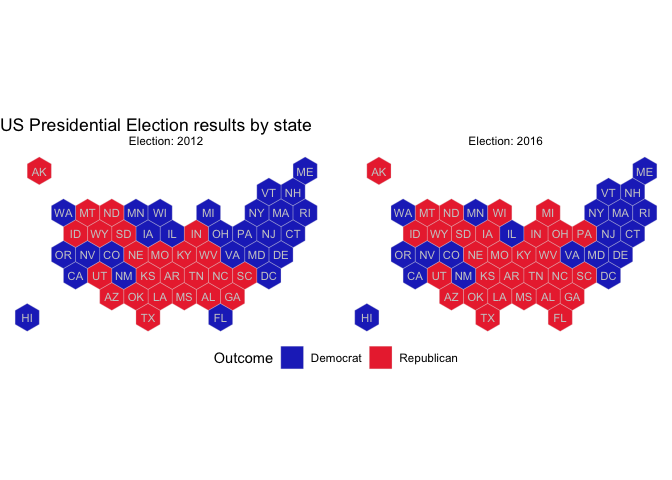 US Presidential Election results by state
Election: 2012
AK ME
VT NH
WA MT ND MN WI MI NY MA RI
ID WY SD IA IL IN OH PA NJ CT
OR NV CO NE MO KY WV VA MD DE
CA UT NM KS AR TN NC SC DC
AZ OK LA MS AL GA
HI TX FL
Election: 2016
AK ME
VT NH
WA MT ND MN WI MI NY MA RI
ID WY SD IA IL IN OH PA NJ CT
OR NV CO NE MO KY WV VA MD DE
CA UT NM KS AR TN NC SC DC
AZ OK LA MS AL GA
HI TX FL
Outcome Democrat Republican